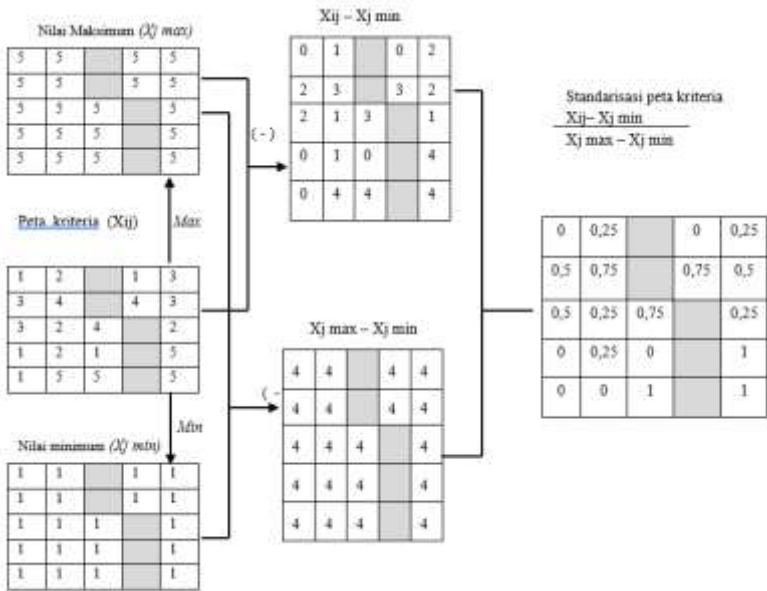 Nilai Maksimum (Xj max)
5 5 5 5
5 5 5 5
5 5 5 5
5 5 5 5
5 5 5 5
Peta kriteria (Xij)
Max
1 2 1 3
3 4 4 3
3 2 4 2
1 2 1 5
1 5 5 5
Min
Nilai minimum (Xj min)
1 1 1 1
1 1 1 1
1 1 1 1
1 1 1 1
1 1 1 1
Xij – Xj min
0 1 0 2
2 3 3 2
2 1 3 1
0 1 0 4
0 4 4 4
( - )
Xj max – Xj min
4 4 4 4
4 4 4 4
4 4 4 4
4 4 4 4
4 4 4 4
( -
Standarisasi peta kriteria
Xij– Xj min
Xj max – Xj min
0 0,25 0 0,25
0,5 0,75 0,75 0,5
0,5 0,25 0,75 0,25
0 0,25 0 1
0 0 1 1